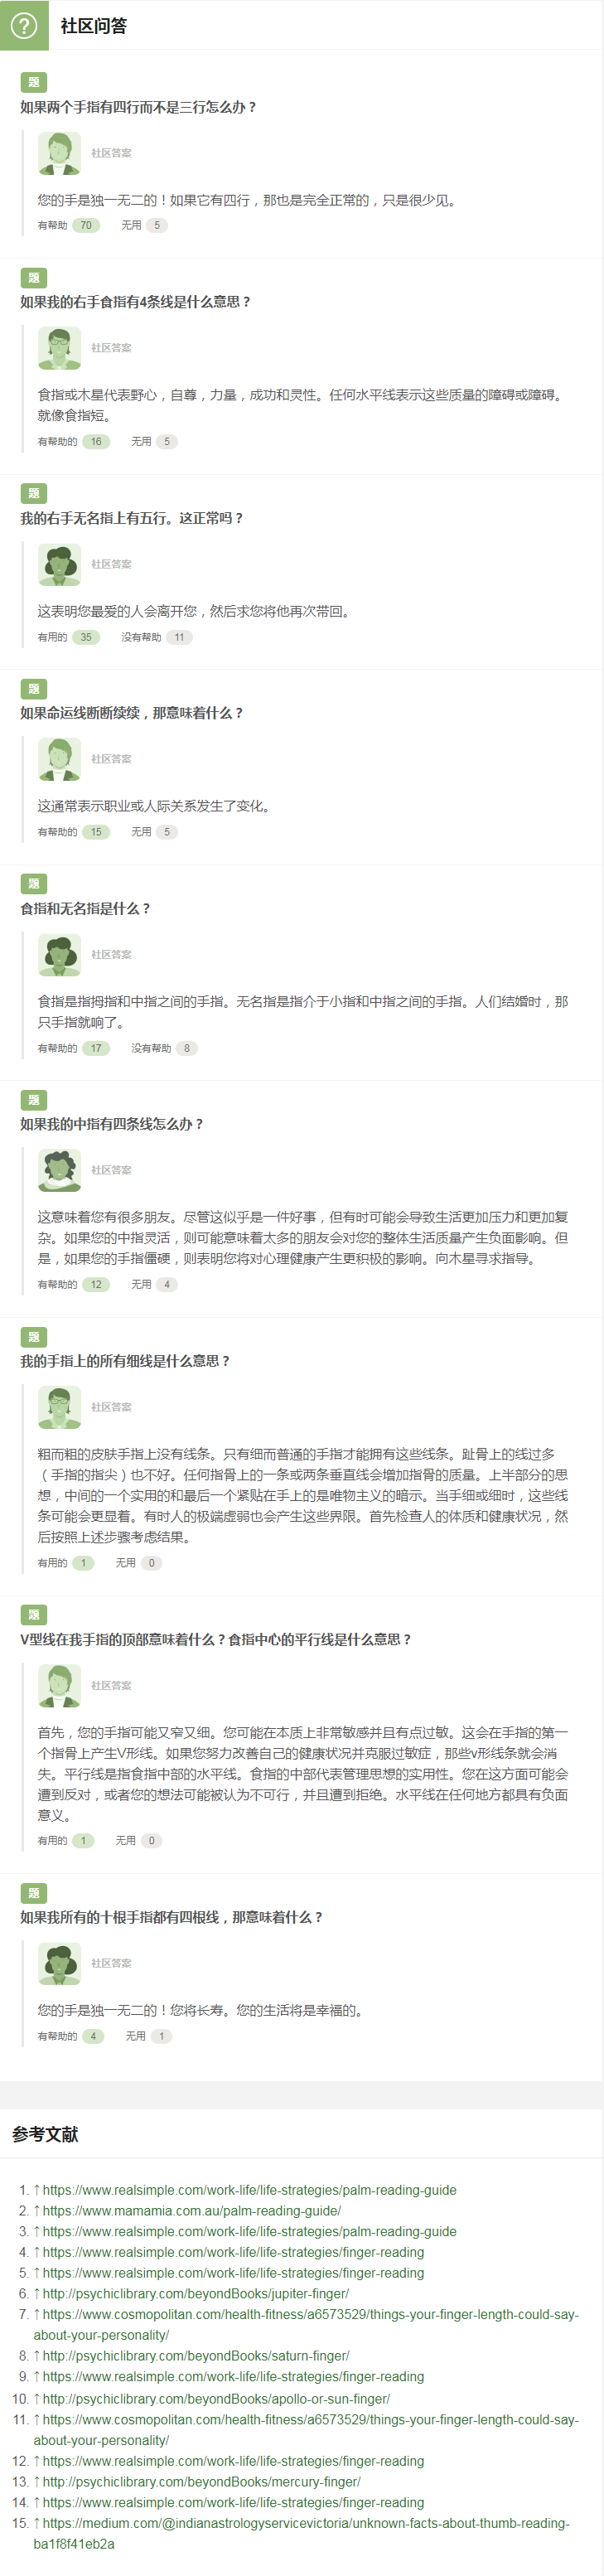 社区问答
题
如果两个手指有四行而不是三行怎么办？
社区答案
您的手是独一无二的！如果它有四行，那也是完全正常的，只是很少见。
有帮助 70 无用 5
题
如果我的右手食指有4条线是什么意思？
社区答案
食指或木星代表野心，自尊，力量，成功和灵性。任何水平线表示这些质量的障碍或障碍。
就像食指短。
有帮助的 16 无用 5
题
我的右手无名指上有五行。这正常吗？
社区答案
这表明您最爱的人会离开您，然后求您将他再次带回。
有用的 35 没有帮助 11
题
如果命运线断断续续，那意味着什么？
社区答案
这通常表示职业或人际关系发生了变化。
有帮助的 15 无用 5
题
食指和无名指是什么？
社区答案
食指是指拇指和中指之间的手指。无名指是指介于小指和中指之间的手指。人们结婚时，那
只手指就响了。
有帮助的 17 没有帮助 8
题
如果我的中指有四条线怎么办？
社区答案
这意味着您有很多朋友。尽管这似乎是一件好事，但有时可能会导致生活更加压力和更加复
杂。如果您的中指灵活，则可能意味着太多的朋友会对您的整体生活质量产生负面影响。但
是，如果您的手指僵硬，则表明您将对心理健康产生更积极的影响。向木星寻求指导。
有帮助的 12 无用 4
题
我的手指上的所有细线是什么意思？
社区答案
粗而粗的皮肤手指上没有线条。只有细而普通的手指才能拥有这些线条。趾骨上的线过多
（手指的指尖）也不好。任何指骨上的一条或两条垂直线会增加指骨的质量。上半部分的思
想，中间的一个实用的和最后一个紧贴在手上的是唯物主义的暗示。当手细或细时，这些线
条可能会更显着。有时人的极端虚弱也会产生这些界限。首先检查人的体质和健康状况，然
后按照上述步骤考虑结果。
有用的 1 无用 0
题
V型线在我手指的顶部意味着什么？食指中心的平行线是什么意思？
社区答案
首先，您的手指可能又窄又细。您可能在本质上非常敏感并且有点过敏。这会在手指的第一
个指骨上产生V形线。如果您努力改善自己的健康状况并克服过敏症，那些v形线条就会消
失。平行线是指食指中部的水平线。食指的中部代表管理思想的实用性。您在这方面可能会
遭到反对，或者您的想法可能被认为不可行，并且遭到拒绝。水平线在任何地方都具有负面
意义。
有用的 1 无用 0
题
如果我所有的十根手指都有四根线，那意味着什么？
社区答案
您的手是独一无二的！您将长寿。您的生活将是幸福的。
有帮助的 4 无用 1
参考文献
1. ↑ https://www.realsimple.com/work-life/life-strategies/palm-reading-guide
2. ↑ https://www.mamamia.com.au/palm-reading-guide/
3. ↑ https://www.realsimple.com/work-life/life-strategies/palm-reading-guide
4. ↑ https://www.realsimple.com/work-life/life-strategies/finger-reading
5. ↑ https://www.realsimple.com/work-life/life-strategies/finger-reading
6. ↑ http://psychiclibrary.com/beyondBooks/jupiter-finger/
7. ↑ https://www.cosmopolitan.com/health-fitness/a6573529/things-your-finger-length-could-say-
about-your-personality/
8. ↑ http://psychiclibrary.com/beyondBooks/saturn-finger/
9. ↑ https://www.realsimple.com/work-life/life-strategies/finger-reading
10. ↑ http://psychiclibrary.com/beyondBooks/apollo-or-sun-finger/
11. ↑ https://www.cosmopolitan.com/health-fitness/a6573529/things-your-finger-length-could-say-
about-your-personality/
12. ↑ https://www.realsimple.com/work-life/life-strategies/finger-reading
13. ↑ http://psychiclibrary.com/beyondBooks/mercury-finger/
14. ↑ https://www.realsimple.com/work-life/life-strategies/finger-reading
15. ↑ https://medium.com/@indianastrologyservicevictoria/unknown-facts-about-thumb-reading-
ba1f8f41eb2a